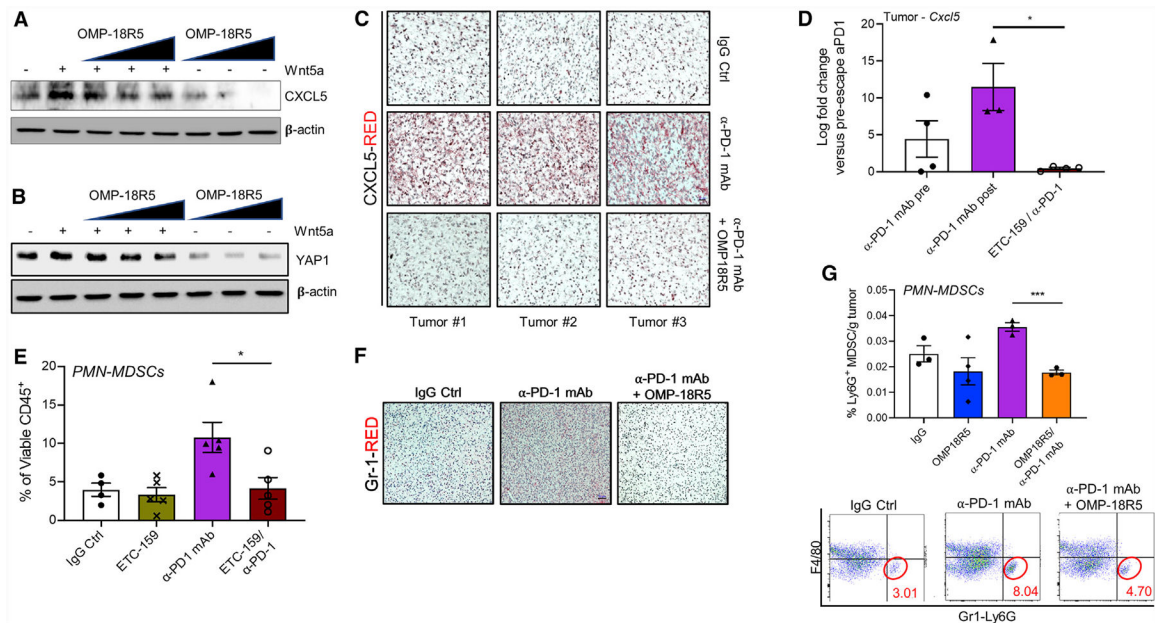 A
OMP-18R5 OMP-18R5
- + + + + - - - Wnt5a
CXCL5
β-actin
B
OMP-18R5 OMP-18R5
- + + + + - - - Wnt5a
YAP1
β-actin
C
CXCL5-RED
IgG Ctrl
α-PD-1 mAb
α-PD-1 mAb
+ OMP18R5
Tumor #1 Tumor #2 Tumor #3
D
Tumor - Cxcl5
*
Log fold change
versus pre-escape aPD1
20
15
10
5
0
α-PD-1 mAb pre
α-PD-1 mAb post
ETC-159 / α-PD-1
E
PMN-MDSCs
*
% of Viable CD45+
20
15
10
5
0
IgG Ctrl
ETC-159
α-PD1 mAb
ETC-159/
α-PD-1
F
IgG Ctrl
α-PD-1 mAb
α-PD-1 mAb
+ OMP-18R5
Gr-1-RED
G
PMN-MDSCs
***
% Ly6G+ MDSC/g tumor
0.05
0.04
0.03
0.02
0.01
0.00
IgG
OMP18R5
α-PD-1 mAb
OMP18R5/
α-PD-1 mAb
IgG Ctrl
α-PD-1 mAb
α-PD-1 mAb
+ OMP-18R5
F4/80
3.01
8.04
4.70
Gr1-Ly6G